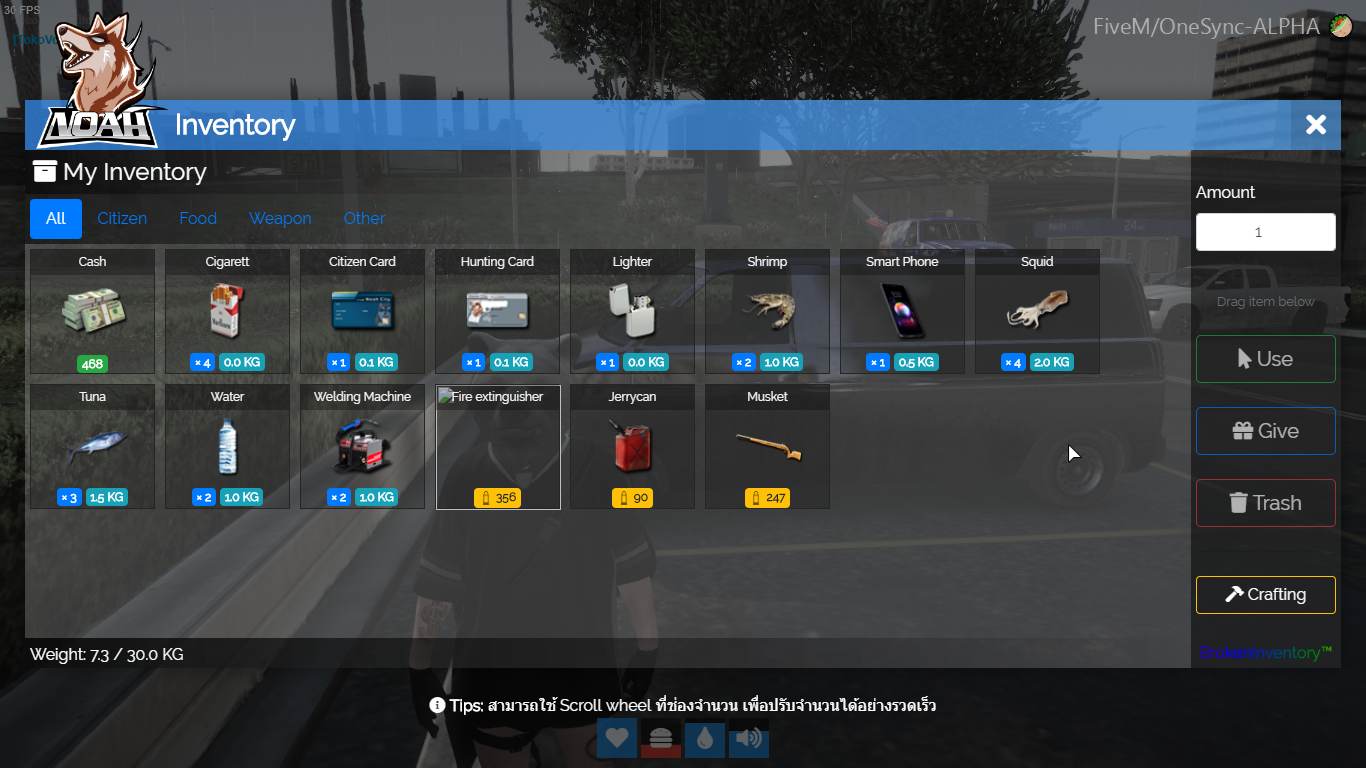 30 FPS
FiveM/OneSync-ALPHA
NOAH
Inventory
My Inventory
Amount
1
All Citizen Food Weapon Other
Cash Cigarett Citizen Card Hunting Card Lighter Shrimp Smart Phone Squid
468 × 4 0.0 KG × 1 0.1 KG × 1 0.1 KG × 1 0.0 KG × 2 1.0 KG × 1 0.5 KG × 4 2.0 KG
Drag item below
Use
Tuna Water Welding Machine Fire extinguisher Jerrycan Musket
× 3 1.5 KG × 2 1.0 KG × 2 1.0 KG 356 90 247
Give
Trash
Crafting
Weight: 7.3 / 30.0 KG
BrokenInventory™
Tips: สามารถใช้ Scroll wheel ที่ช่องจำนวน เพื่อปรับจำนวนได้อย่างรวดเร็ว